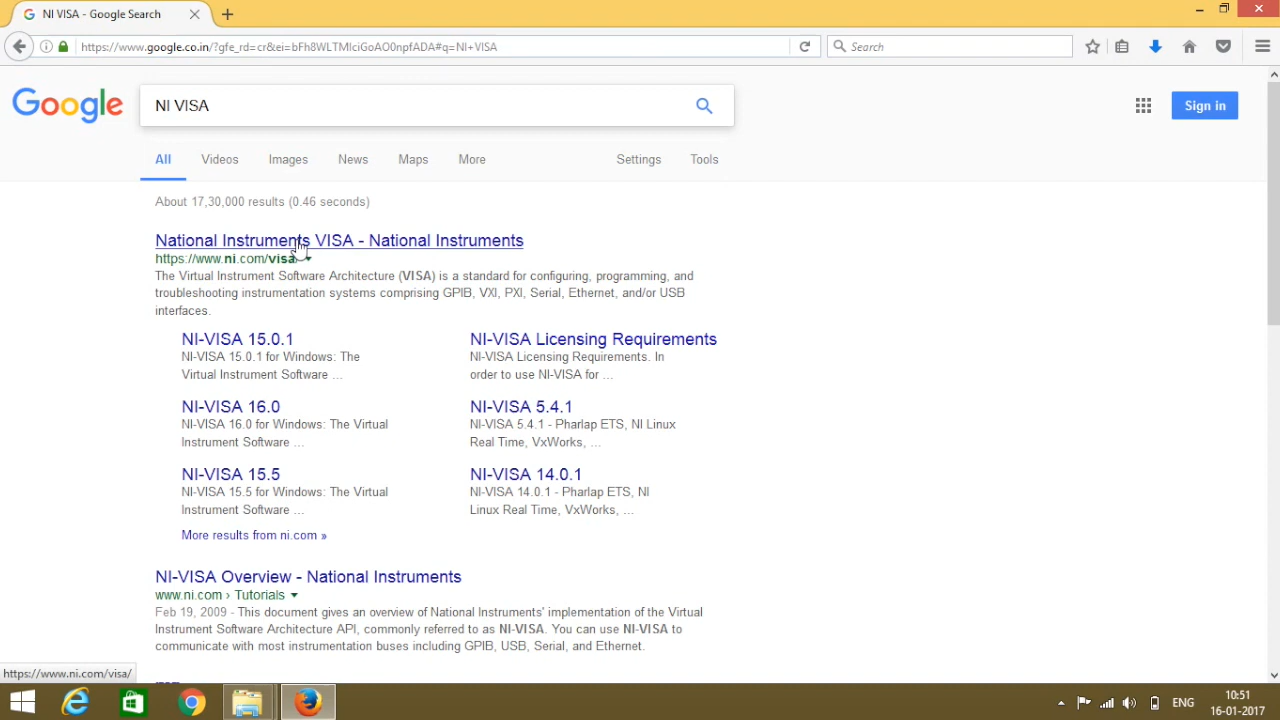 NI VISA - Google Search
https://www.google.co.in/?gfe_rd=cr&ei=bFh8WLTMIciGoAO0npfADA#q=NI+VISA
Search
Google
NI VISA
Sign in
All Videos Images News Maps More Settings Tools
About 17,30,000 results (0.46 seconds)
National Instruments VISA - National Instruments
https://www.ni.com/visa/
The Virtual Instrument Software Architecture (VISA) is a standard for configuring, programming, and
troubleshooting instrumentation systems comprising GPIB, VXI, PXI, Serial, Ethernet, and/or USB
interfaces.
NI-VISA 15.0.1
NI-VISA 15.0.1 for Windows: The
Virtual Instrument Software ...
NI-VISA Licensing Requirements
NI-VISA Licensing Requirements. In
order to use NI-VISA for ...
NI-VISA 16.0
NI-VISA 16.0 for Windows: The Virtual
Instrument Software ...
NI-VISA 5.4.1
NI-VISA 5.4.1 - Pharlap ETS, NI Linux
Real Time, VxWorks, ...
NI-VISA 15.5
NI-VISA 15.5 for Windows: The Virtual
Instrument Software ...
NI-VISA 14.0.1
NI-VISA 14.0.1 - Pharlap ETS, NI
Linux Real Time, VxWorks, ...
More results from ni.com »
NI-VISA Overview - National Instruments
www.ni.com › Tutorials
Feb 19, 2009 - This document gives an overview of National Instruments' implementation of the Virtual
Instrument Software Architecture API, commonly referred to as NI-VISA. You can use NI-VISA to
communicate with most instrumentation buses including GPIB, USB, Serial, and Ethernet.
https://www.ni.com/visa/
ENG
10:51
16-01-2017